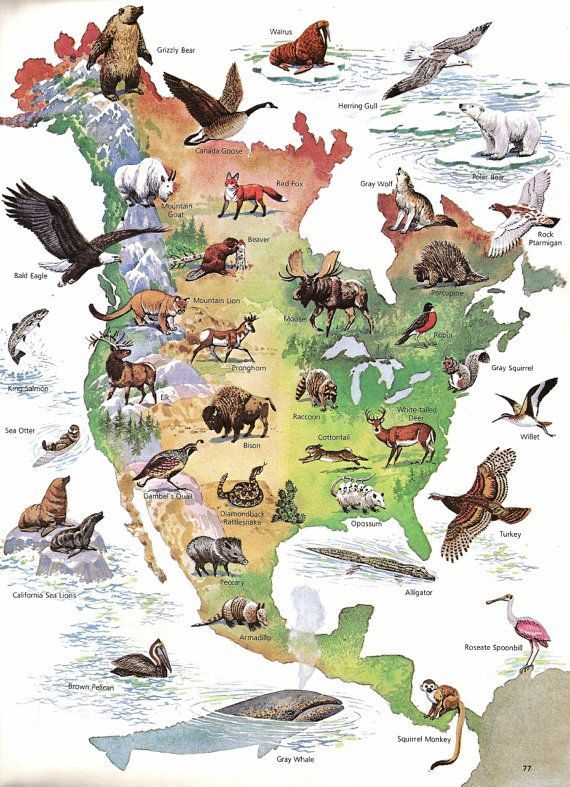 Grizzly Bear
Walrus
Herring Gull
Canada Goose
Polar Bear
Red Fox
Gray Wolf
Mountain
Goat
Rock
Ptarmigan
Beaver
Bald Eagle
Porcupine
Mountain Lion
Moose
Robin
Pronghorn
Gray Squirrel
King Salmon
Elk
Raccoon
White-tailed
Deer
Sea Otter
Bison
Cottontail
Willet
Gambel's Quail
Diamondback
Rattlesnake
Opossum
Turkey
Peccary
Alligator
California Sea Lions
Armadillo
Roseate Spoonbill
Brown Pelican
Squirrel Monkey
Gray Whale
77